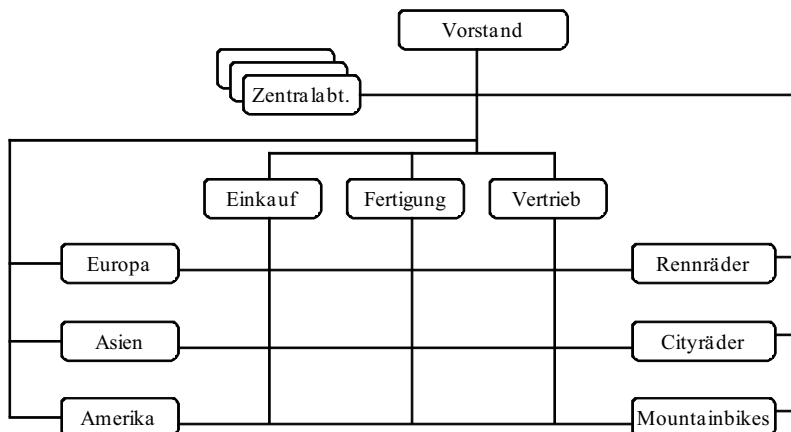 Vorstand
Zentralabt.
Einkauf Fertigung Vertrieb
Europa Rennräder
Asien Cityräder
Amerika Mountainbikes